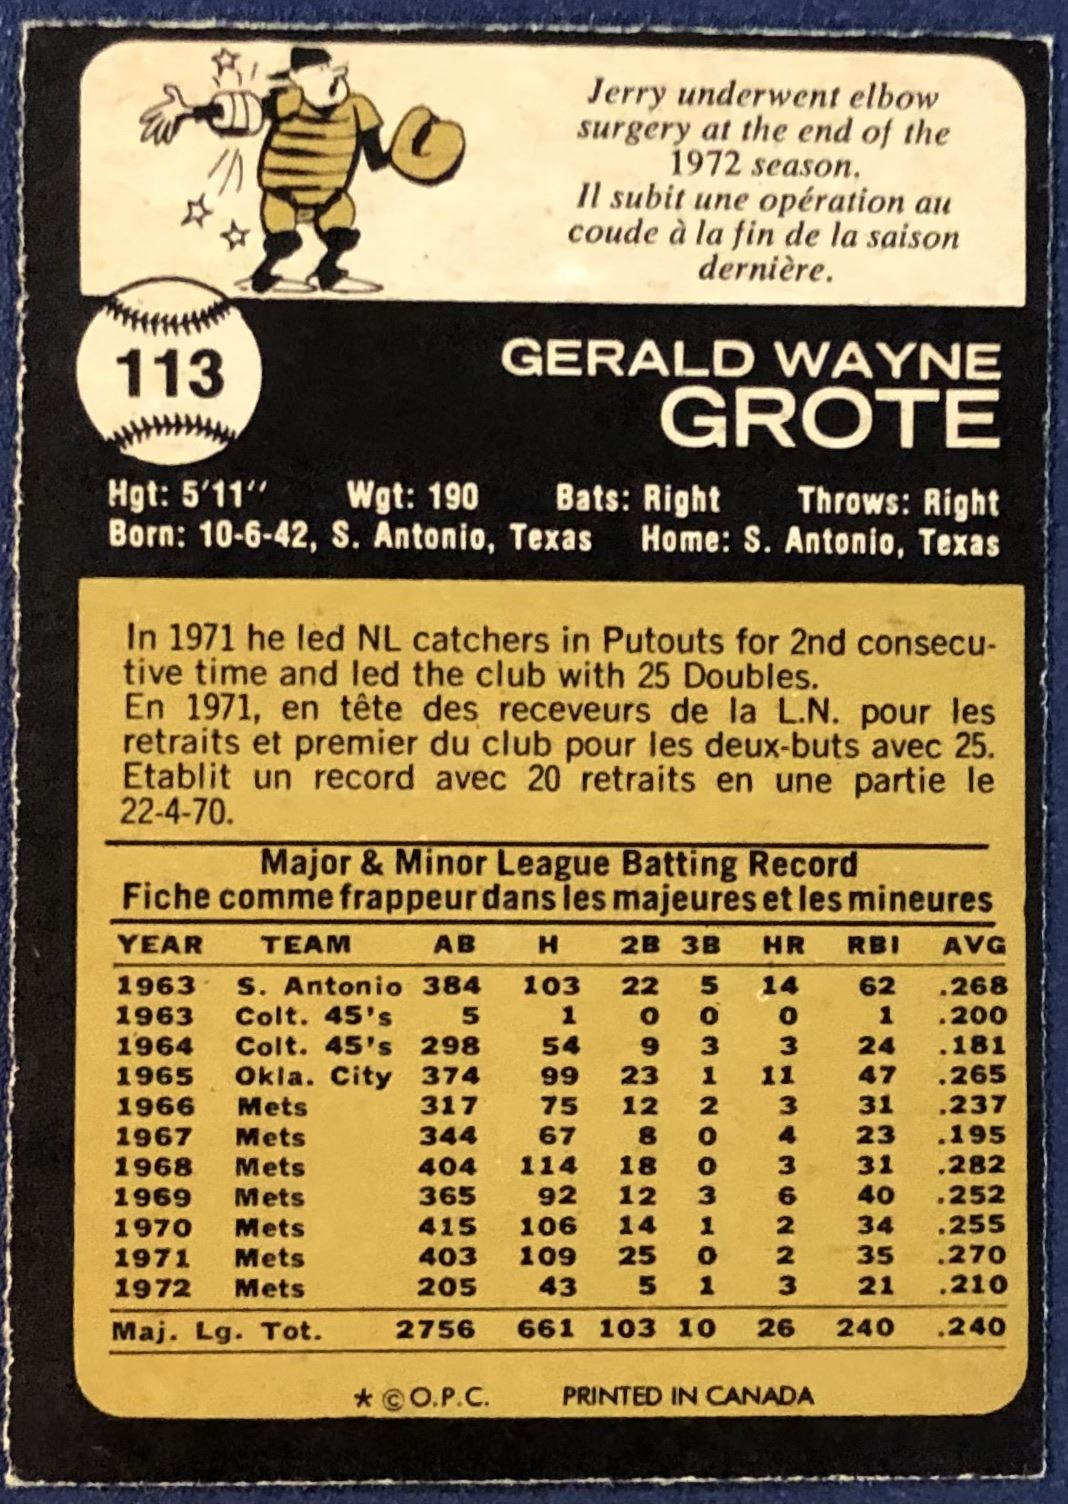 Jerry underwent elbow
surgery at the end of the
1972 season.
Il subit une opération au
coude à la fin de la saison
dernière.
113
GERALD WAYNE
GROTE
Hgt: 5'11'' Wgt: 190 Bats: Right Throws: Right
Born: 10-6-42, S. Antonio, Texas Home: S. Antonio, Texas
In 1971 he led NL catchers in Putouts for 2nd consecu-
tive time and led the club with 25 Doubles.
En 1971, en tête des receveurs de la L.N. pour les
retraits et premier du club pour les deux-buts avec 25.
Etablit un record avec 20 retraits en une partie le
22-4-70.
Major & Minor League Batting Record
Fiche comme frappeur dans les majeures et les mineures
YEAR TEAM AB H 2B 3B HR RBI AVG
1963 S. Antonio 384 103 22 5 14 62 .268
1963 Colt. 45's 5 1 0 0 0 1 .200
1964 Colt. 45's 298 54 9 3 3 24 .181
1965 Okla. City 374 99 23 1 11 47 .265
1966 Mets 317 75 12 2 3 31 .237
1967 Mets 344 67 8 0 4 23 .195
1968 Mets 404 114 18 0 3 31 .282
1969 Mets 365 92 12 3 6 40 .252
1970 Mets 415 106 14 1 2 34 .255
1971 Mets 403 109 25 0 2 35 .270
1972 Mets 205 43 5 1 3 21 .210
Maj. Lg. Tot. 2756 661 103 10 26 240 .240
* © O.P.C. PRINTED IN CANADA